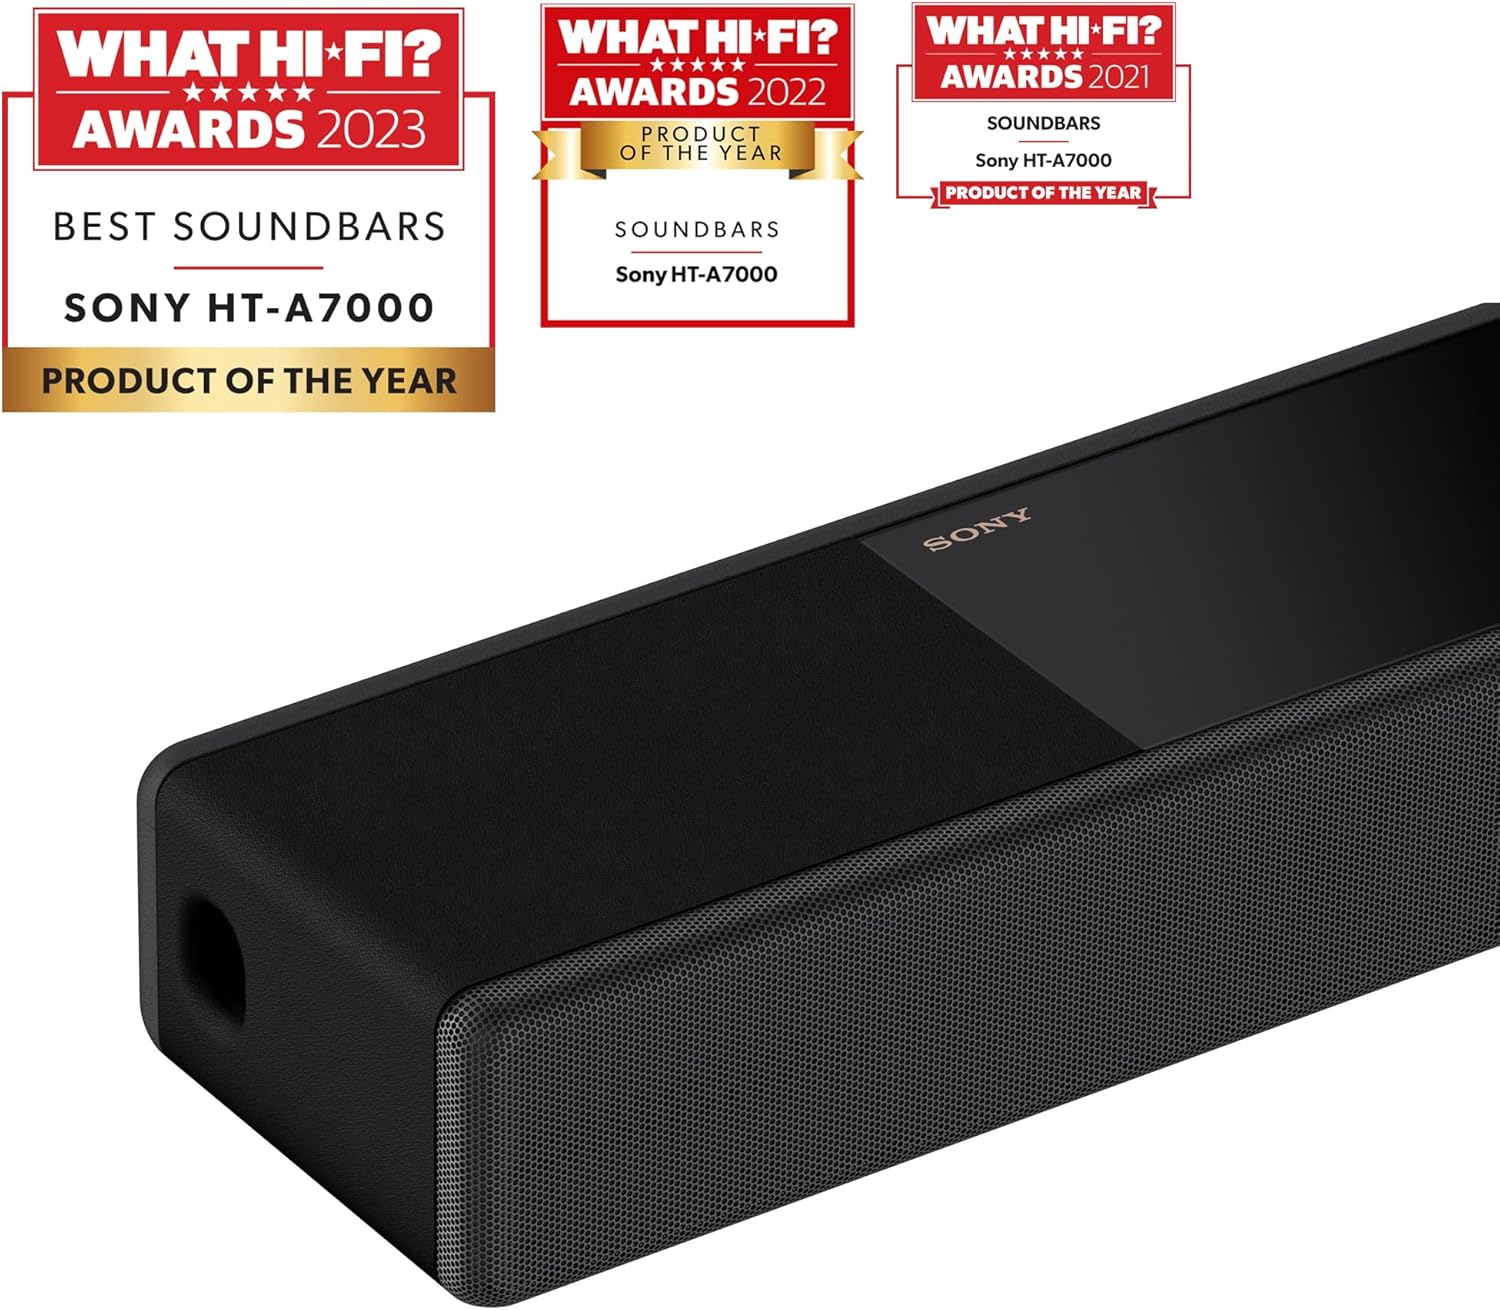 WHAT HI★FI?
★★★★★
AWARDS 2023
BEST SOUNDBARS
SONY HT-A7000
PRODUCT OF THE YEAR
WHAT HI★FI?
★★★★★
AWARDS 2022
PRODUCT
OF THE YEAR
SOUNDBARS
Sony HT-A7000
WHAT HI★FI?
★★★★★
AWARDS 2021
SOUNDBARS
Sony HT-A7000
PRODUCT OF THE YEAR
SONY